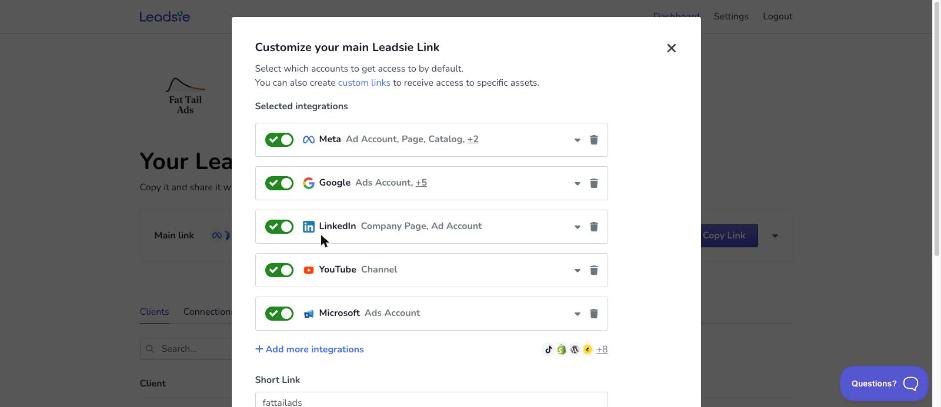 Leadsie
Dashboard Settings Logout
Customize your main Leadsie Link
Select which accounts to get access to by default.
You can also create custom links to receive access to specific assets.
Selected integrations
Meta Ad Account, Page, Catalog, +2
Google Ads Account, +5
LinkedIn Company Page, Ad Account
YouTube Channel
Microsoft Ads Account
+ Add more integrations
+8
Short Link
fattailads
Fat Tail
Ads
Your Lea
Copy it and share it w
Main link
Copy Link
Clients Connection
Search...
Client
Questions?